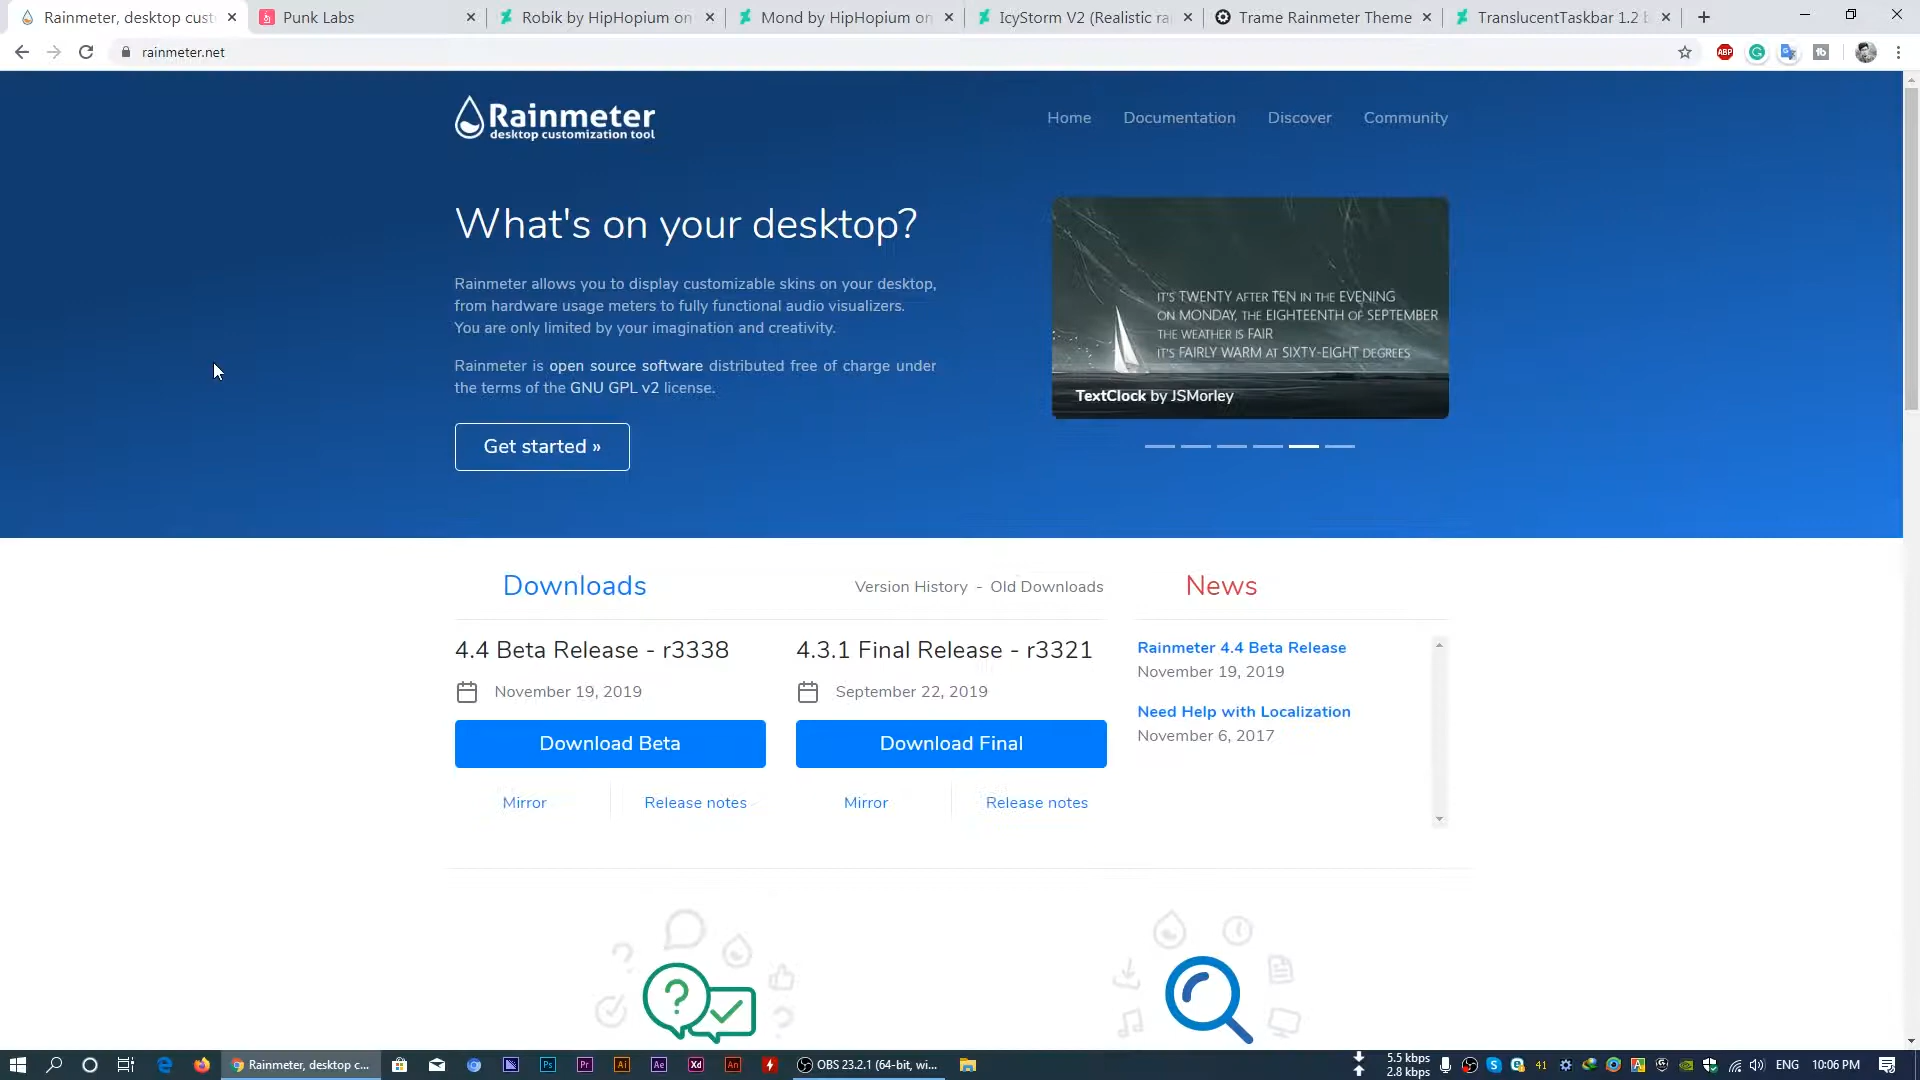 Rainmeter, desktop cust
Punk Labs
Robik by HipHopium on
Mond by HipHopium on
IcyStorm V2 (Realistic ra
Trame Rainmeter Theme
TranslucentTaskbar 1.2 b
rainmeter.net
ABP
Rainmeter
desktop customization tool
Home
Documentation
Discover
Community
What's on your desktop?
Rainmeter allows you to display customizable skins on your desktop,
from hardware usage meters to fully functional audio visualizers.
You are only limited by your imagination and creativity.
Rainmeter is open source software distributed free of charge under
the terms of the GNU GPL v2 license.
Get started »
IT'S TWENTY AFTER TEN IN THE EVENING
ON MONDAY, THE EIGHTEENTH OF SEPTEMBER
THE WEATHER IS FAIR
IT'S FAIRLY WARM AT SIXTY-EIGHT DEGREES
TextClock by JSMorley
Downloads
Version History - Old Downloads
News
4.4 Beta Release - r3338
November 19, 2019
Download Beta
Mirror
Release notes
4.3.1 Final Release - r3321
September 22, 2019
Download Final
Mirror
Release notes
Rainmeter 4.4 Beta Release
November 19, 2019
Need Help with Localization
November 6, 2017
Rainmeter, desktop c...
Ps
Pr
Ai
Ae
Xd
An
OBS 23.2.1 (64-bit, wi...
5.5 kbps
2.8 kbps
41
ENG
10:06 PM